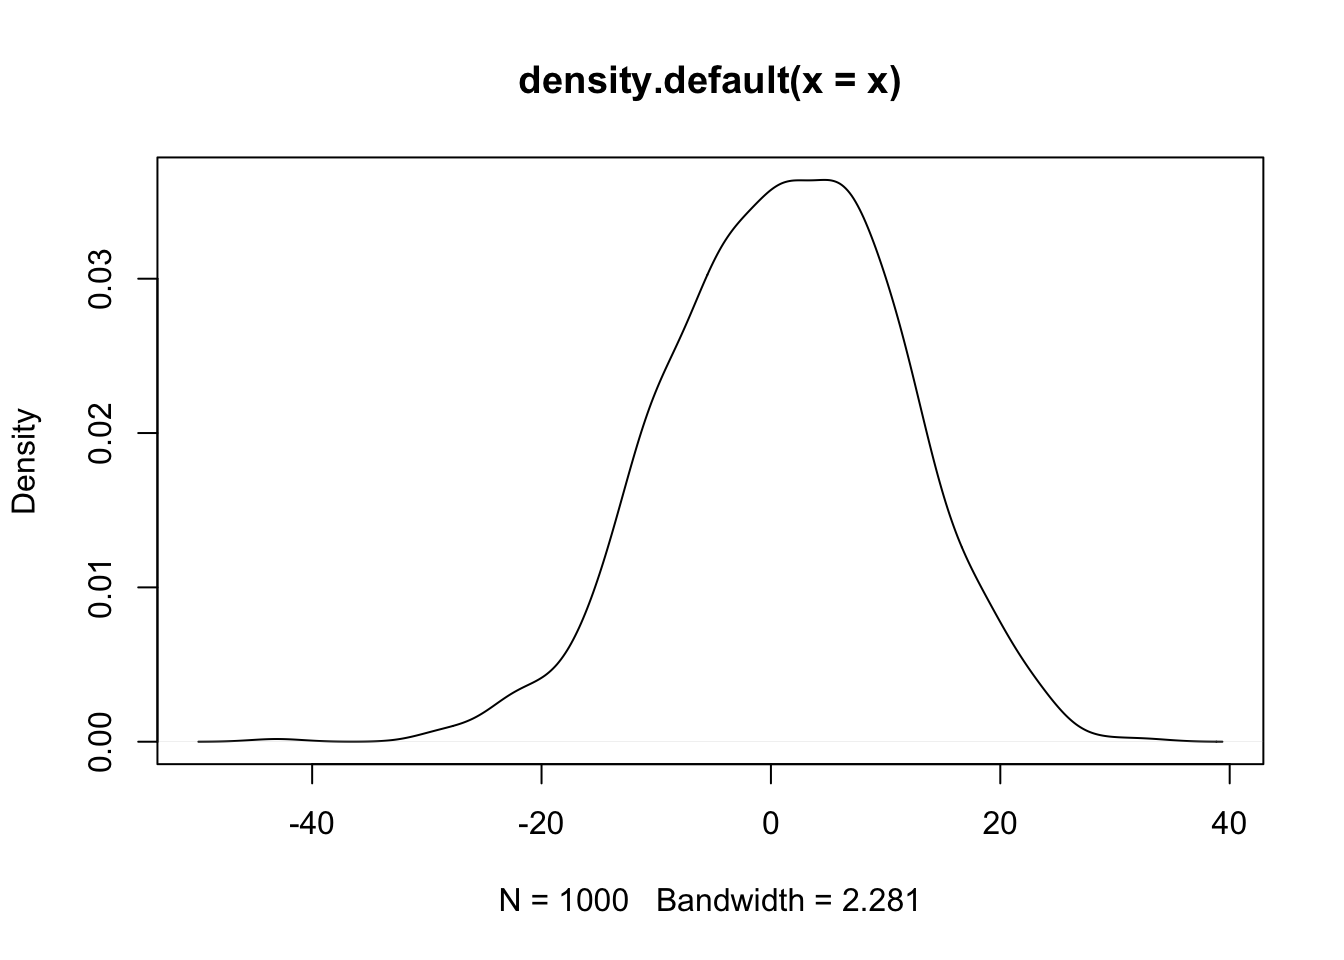 density.default(x = x)
Density
0.03
0.02
0.01
0.00
-40 -20 0 20 40
N = 1000 Bandwidth = 2.281